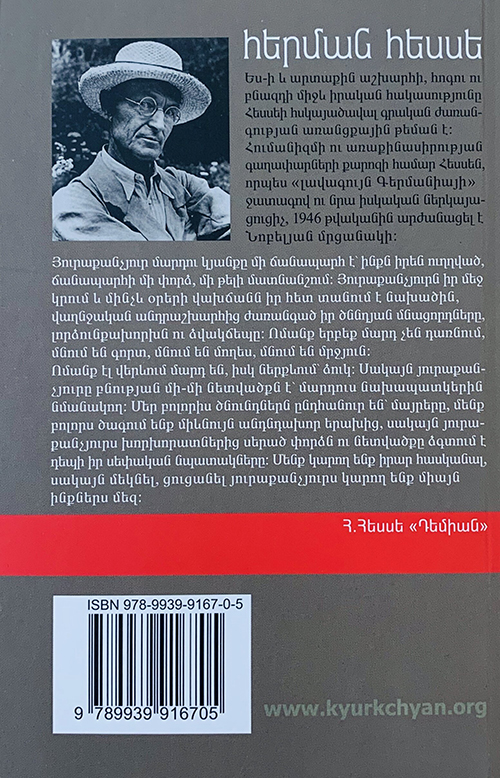 հերման հեսսե
Ես-ի և արտաքին աշխարհի, հոգու ու
բնազդի միջև իրական հակասությունը
Հեսսեի հսկայածավալ գրական ժառան-
գության առանցքային թեման է:
Հումանիզմի ու առաքինասիրության
գաղափարների քարոզի համար Հեսսեն,
որպես «լավագույն Գերմանիայի»
ջատագով ու նրա իսկական ներկայա-
ցուցիչ, 1946 թվականին արժանացել է
Նոբելյան մրցանակի:
Յուրաքանչյուր մարդու կյանքը մի ճանապարհ է՝ ինքն իրեն ուղղված,
ճանապարհի մի փորձ, մի թելի մատնանշում: Յուրաքանչյուրն իր մեջ
կրում և մինչև օրերի վախճանն իր հետ տանում է նախածին,
վաղնջական անդրաշխարհից ժառանգած իր ծննդյան մնացորդները,
լորձունքախորխն ու ձվակճեպը: Ոմանք երբեք մարդ չեն դառնում,
մնում են գորտ, մնում են մողես, մնում են մրջյուն:
Ոմանք էլ վերևում մարդ են, իսկ ներքևում՝ ձուկ: Սակայն յուրաքան-
չյուրը բնության մի-մի նետվածքն է՝ մարդուս նախապատկերին
նմանակող: Մեր բոլորիս ծնունդներն ընդհանուր են՝ մայրերը, մենք
բոլորս ծագում ենք միևնույն անդնդախոր երախից, սակայն յուրա-
քանչյուրս խորխորատներից սերած փորձն ու նետվածքը ձգտում է
դեպի իր սեփական նպատակները: Մենք կարող ենք իրար հասկանալ,
սակայն մեկնել, ցուցանել յուրաքանչյուրս կարող ենք միայն
ինքներս մեզ:
Հ.Հեսսե «Դեմիան»
ISBN 978-9939-9167-0-5
9 789939 916705
www.kyurkchyan.org